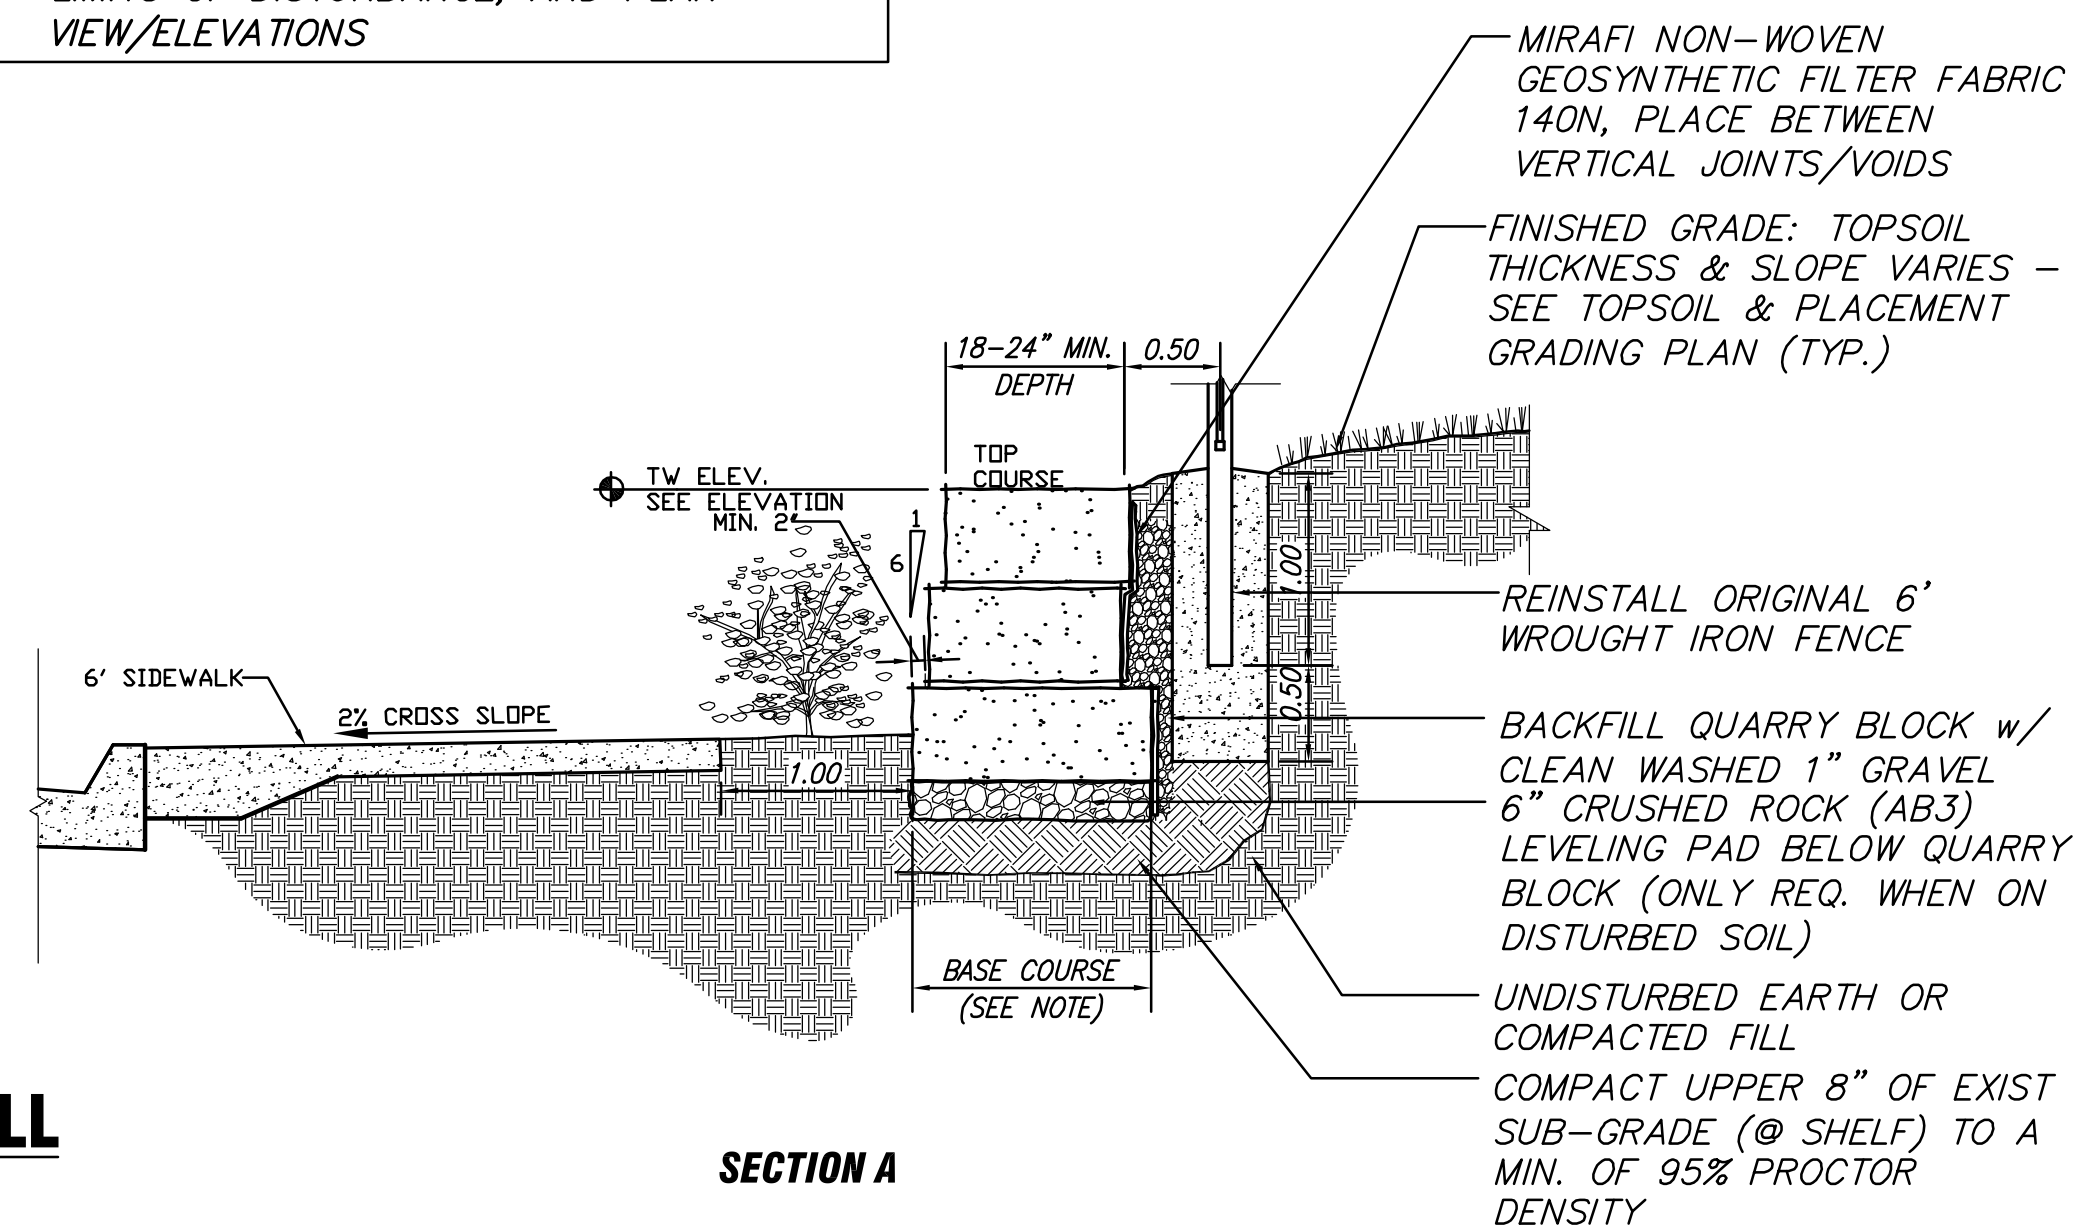 VIEW/ELEVATIONS
MIRAFI NON-WOVEN
GEOSYNTHETIC FILTER FABRIC
140N, PLACE BETWEEN
VERTICAL JOINTS/VOIDS
FINISHED GRADE: TOPSOIL
THICKNESS & SLOPE VARIES -
SEE TOPSOIL & PLACEMENT
GRADING PLAN (TYP.)
18-24" MIN.
DEPTH
0.50
TOP
COURSE
TW ELEV.
SEE ELEVATION
MIN. 2"
1
6
1.00
0.50
REINSTALL ORIGINAL 6'
WROUGHT IRON FENCE
6' SIDEWALK
2% CROSS SLOPE
1.00
BACKFILL QUARRY BLOCK w/
CLEAN WASHED 1" GRAVEL
6" CRUSHED ROCK (AB3)
LEVELING PAD BELOW QUARRY
BLOCK (ONLY REQ. WHEN ON
DISTURBED SOIL)
BASE COURSE
(SEE NOTE)
UNDISTURBED EARTH OR
COMPACTED FILL
COMPACT UPPER 8" OF EXIST
SUB-GRADE (@ SHELF) TO A
MIN. OF 95% PROCTOR
DENSITY
LL
SECTION A